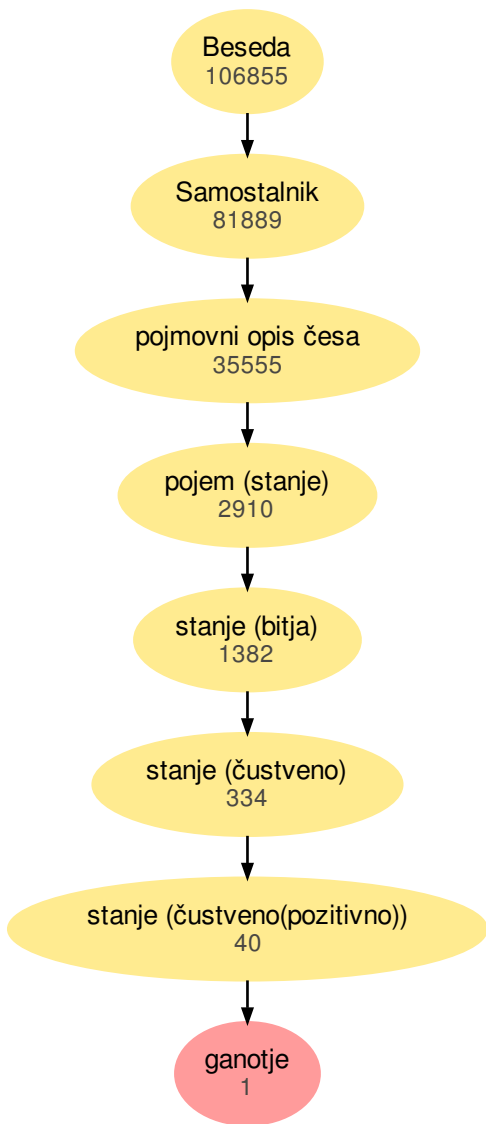 Beseda
106855
Samostalnik
81889
pojmovni opis česa
35555
pojem (stanje)
2910
stanje (bitja)
1382
stanje (čustveno)
334
stanje (čustveno(pozitivno))
40
ganotje
1